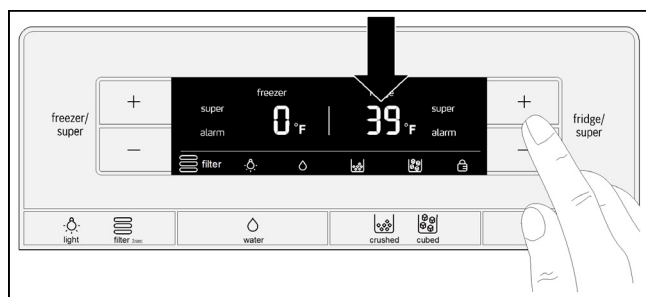 freezer
super
alarm
0 °F
39 °F
super
alarm
freezer/
super
+
−
+
−
fridge/
super
filter
light
filter
water
crushed
cubed